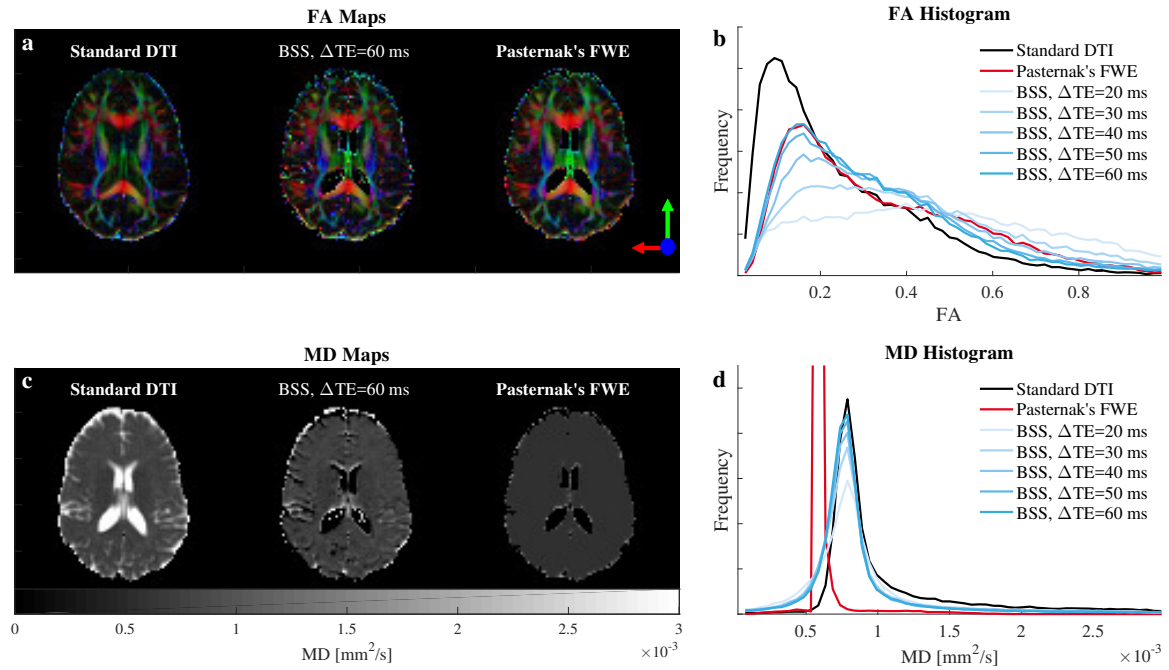 FA Maps
a
Standard DTI
BSS, ΔTE=60 ms
Pasternak's FWE
FA Histogram
b
Frequency
Standard DTI
Pasternak's FWE
BSS, ΔTE=20 ms
BSS, ΔTE=30 ms
BSS, ΔTE=40 ms
BSS, ΔTE=50 ms
BSS, ΔTE=60 ms
0.2 0.4 0.6 0.8
FA
MD Maps
c
Standard DTI
BSS, ΔTE=60 ms
Pasternak's FWE
0 0.5 1 1.5 2 2.5 3
MD [mm²/s]
×10⁻³
MD Histogram
d
Frequency
Standard DTI
Pasternak's FWE
BSS, ΔTE=20 ms
BSS, ΔTE=30 ms
BSS, ΔTE=40 ms
BSS, ΔTE=50 ms
BSS, ΔTE=60 ms
0.5 1 2 2.5
MD [mm²/s]
×10⁻³